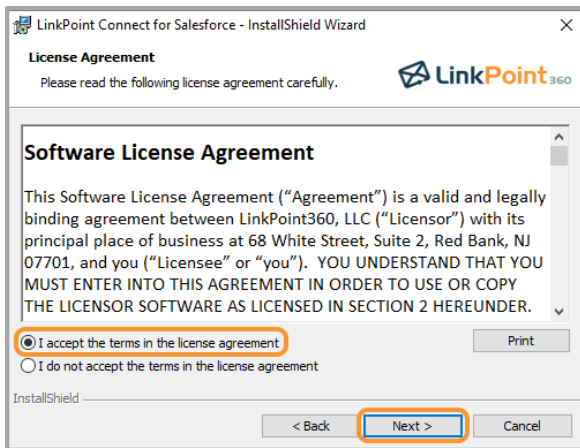 LinkPoint Connect for Salesforce - InstallShield Wizard
License Agreement
Please read the following license agreement carefully.
LinkPoint 360
Software License Agreement
This Software License Agreement (“Agreement”) is a valid and legally
binding agreement between LinkPoint360, LLC (“Licensor”) with its
principal place of business at 68 White Street, Suite 2, Red Bank, NJ
07701, and you (“Licensee” or “you”).  YOU UNDERSTAND THAT YOU
MUST ENTER INTO THIS AGREEMENT IN ORDER TO USE OR COPY
THE LICENSOR SOFTWARE AS LICENSED IN SECTION 2 HEREUNDER.
I accept the terms in the license agreement
Print
I do not accept the terms in the license agreement
InstallShield
< Back
Next >
Cancel